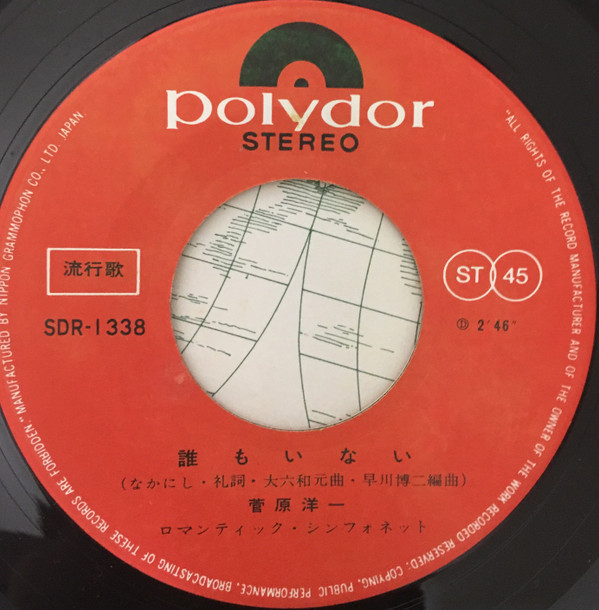 polydor
STEREO
流行歌
SDR-1338
ST 45
Ⓓ 2′46″
誰もいない
(なかにし・礼詞・大六和元曲・早川博二編曲)
菅原洋一
ロマンティック・シンフォネット
"ALL RIGHTS OF THE RECORD MANUFACTURER AND OF THE OWNER OF THE WORK RECORDED RESERVED: COPYING, PUBLIC PERFORMANCE, BROADCASTING OF THESE RECORDS ARE FORBIDDEN" MANUFACTURED BY NIPPON GRAMMOPHON CO., LTD. JAPAN